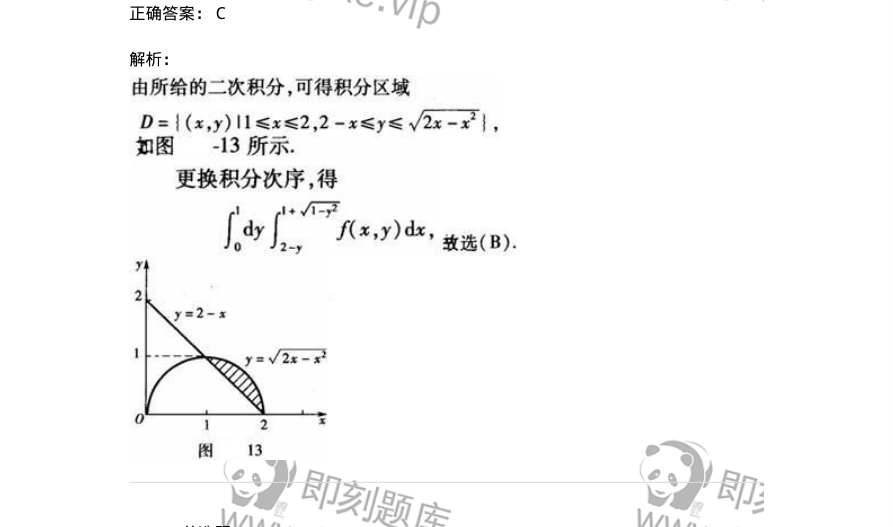 正确答案: C
解析:
由所给的二次积分,可得积分区域
D={(x,y)|1⩽x⩽2,2-x⩽y⩽√(2x-x²)},
如图 -13 所示.
更换积分次序,得
∫₀¹dy∫_{2-y}^{1+√(1-y²)} f(x,y)dx, 故选(B).
y
2
y=2-x
1
y=√(2x-x²)
O 1 2 x
图 13
即刻题库 即